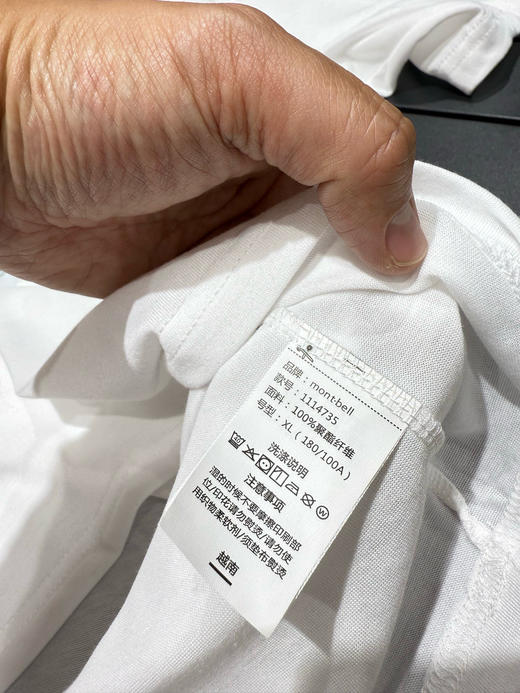 品牌：montbell
款号：1114735
面料：100%聚酯纤维
号型：XL（180/100A）
洗涤说明
W
注意事项
湿的时候不要摩擦印刷部
位/印花请勿熨烫/请勿使
用织物柔软剂/须垫布熨烫
越南